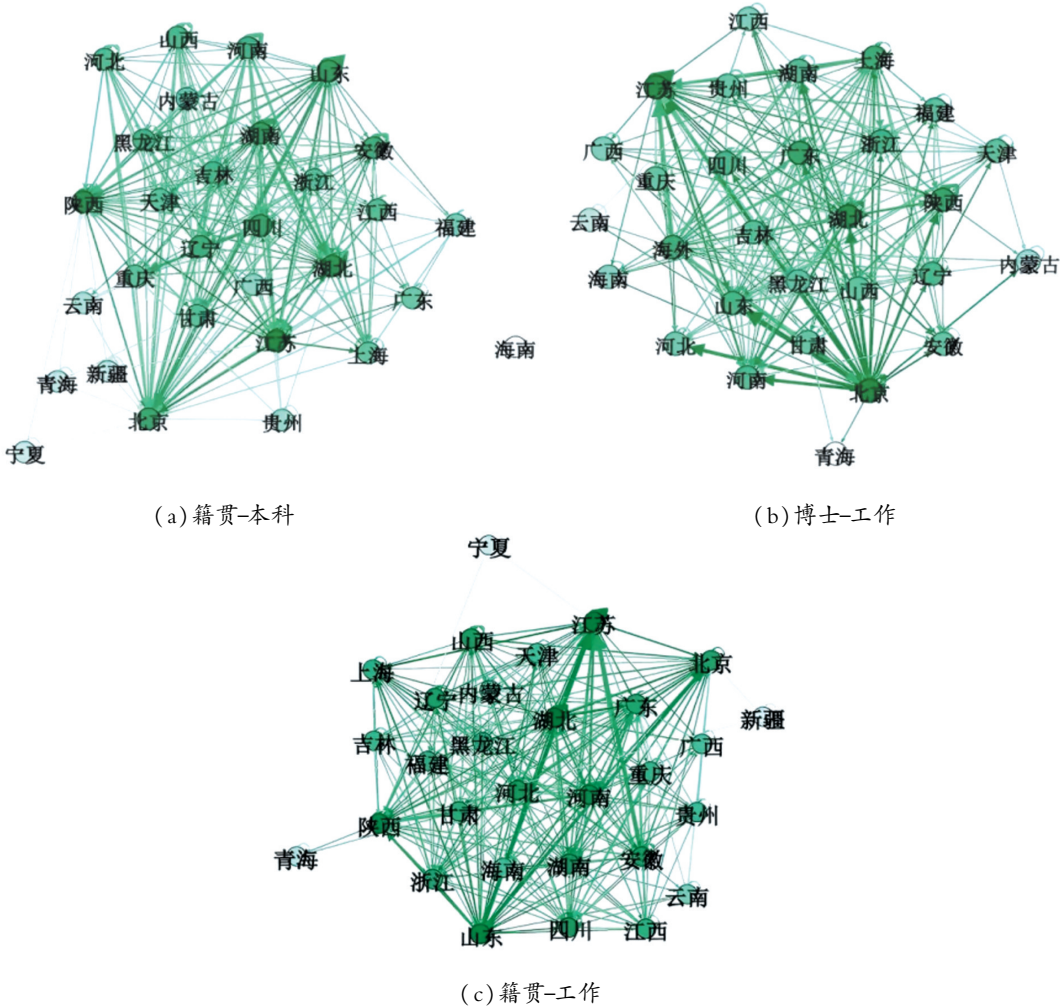 山西
河南
河北
山东
内蒙古
黑龙江
湖南
安徽
吉林
浙江
陕西
天津
江西
四川
福建
辽宁
湖北
重庆
广西
云南
甘肃
广东
江苏
上海
海南
新疆
青海
北京
贵州
宁夏
(a)籍贯–本科
江西
上海
湖南
江苏
贵州
福建
浙江
广西
四川
广东
天津
重庆
陕西
云南
湖北
吉林
海外
内蒙古
海南
黑龙江
山西
辽宁
山东
河北
甘肃
安徽
河南
北京
青海
(b)博士–工作
宁夏
江苏
山西
天津
北京
上海
内蒙古
辽宁
广东
湖北
新疆
吉林
黑龙江
广西
福建
重庆
河北
河南
甘肃
贵州
陕西
青海
海南
湖南
安徽
浙江
云南
山东
四川
江西
(c)籍贯–工作